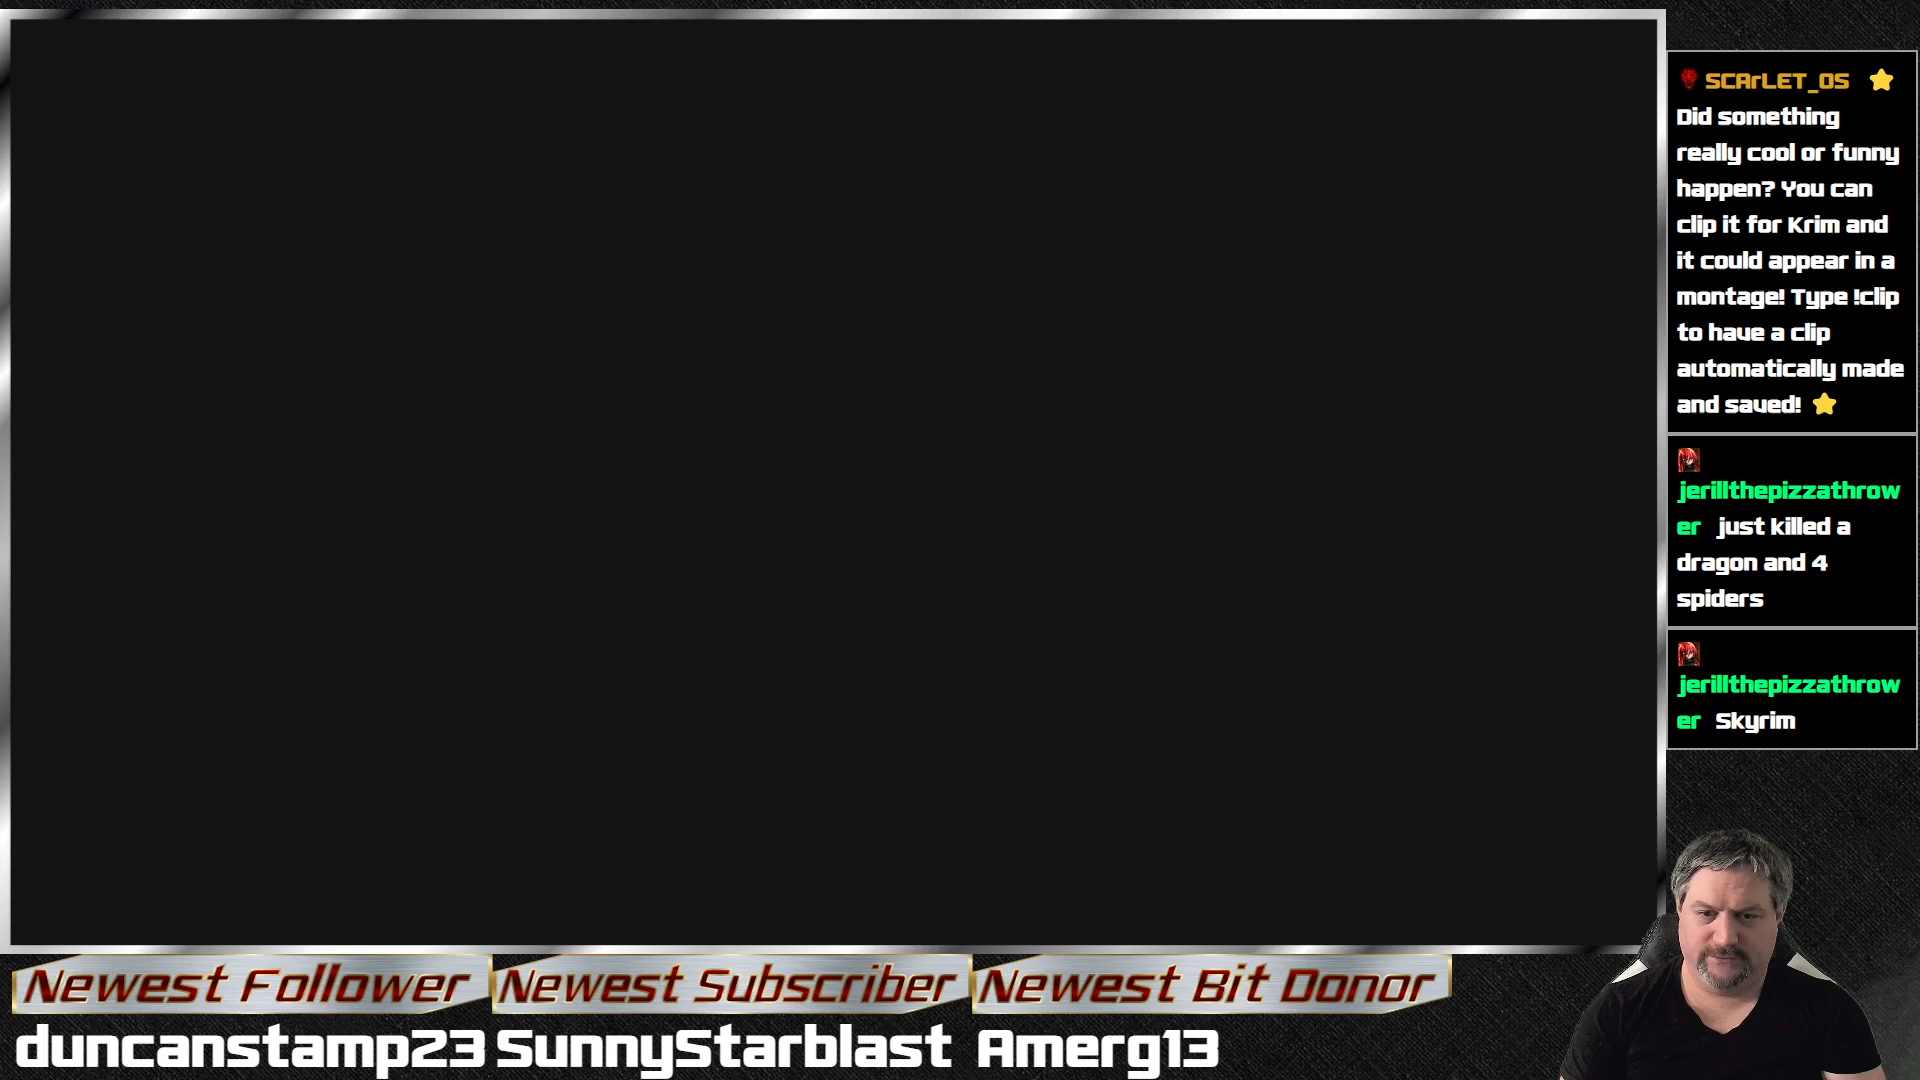 SCArLET_OS
Did something
really cool or funny
happen? You can
clip it for Krim and
it could appear in a
montage! Type !clip
to have a clip
automatically made
and saved!
jerillthepizzathrow
er just killed a
dragon and 4
spiders
jerillthepizzathrow
er Skyrim
Newest Follower Newest Subscriber Newest Bit Donor
duncanstamp23 SunnyStarblast Amerg13